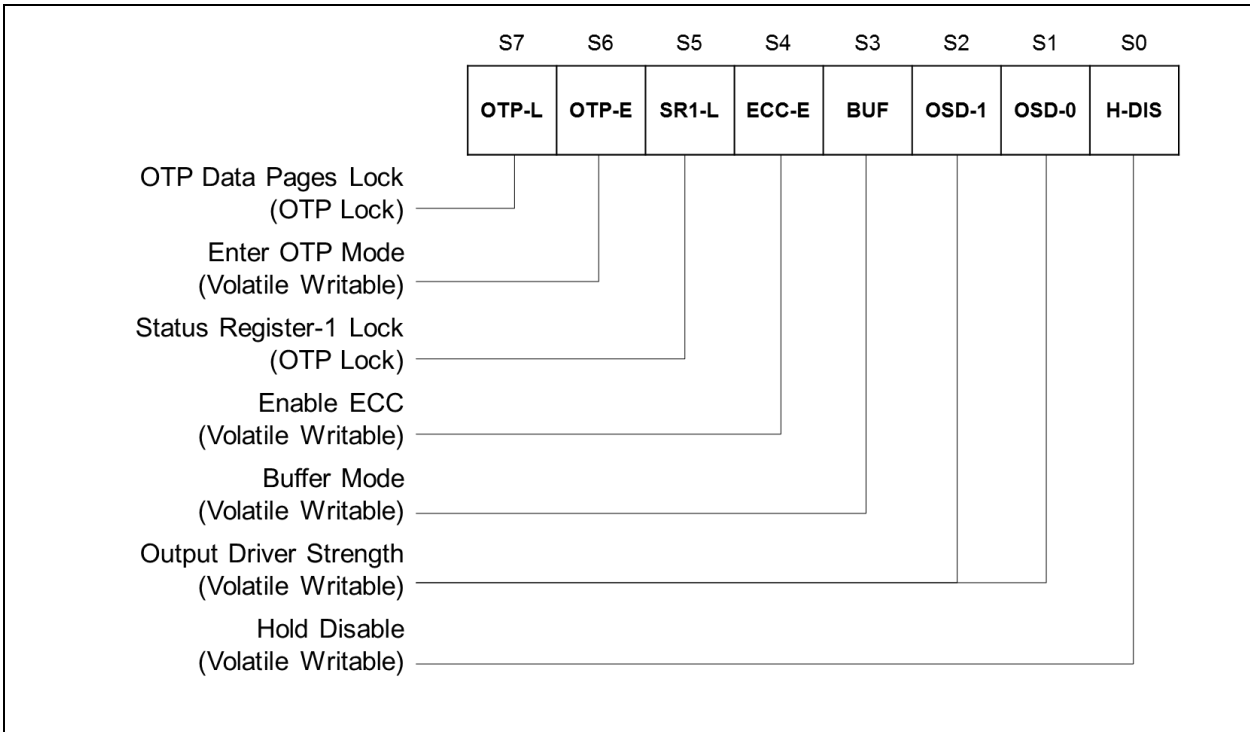 S7 S6 S5 S4 S3 S2 S1 S0
OTP-L OTP-E SR1-L ECC-E BUF OSD-1 OSD-0 H-DIS
OTP Data Pages Lock
(OTP Lock)
Enter OTP Mode
(Volatile Writable)
Status Register-1 Lock
(OTP Lock)
Enable ECC
(Volatile Writable)
Buffer Mode
(Volatile Writable)
Output Driver Strength
(Volatile Writable)
Hold Disable
(Volatile Writable)